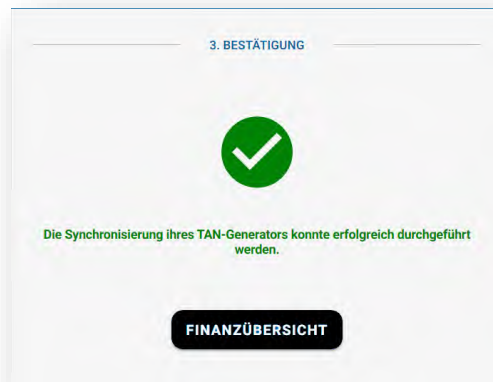 3. BESTÄTIGUNG
Die Synchronisierung ihres TAN-Generators konnte erfolgreich durchgeführt
werden.
FINANZÜBERSICHT